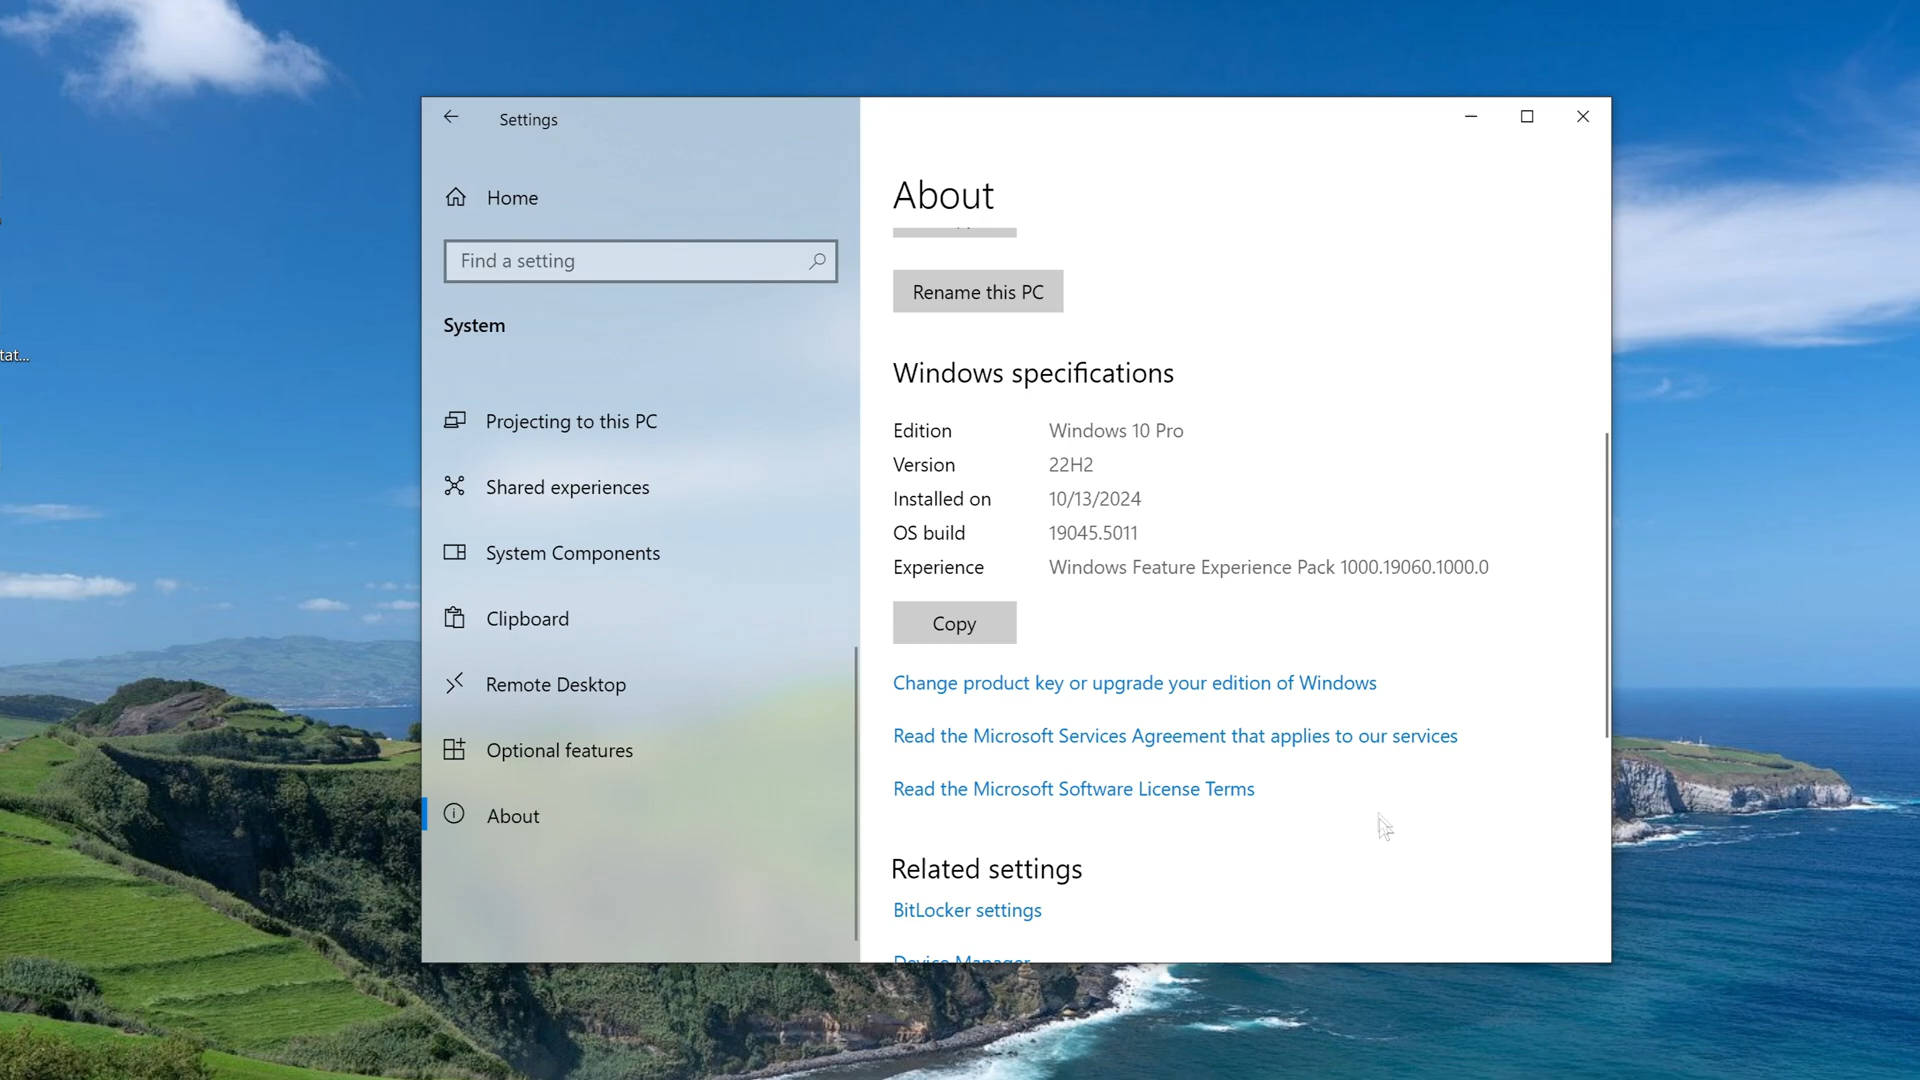 Settings
Home
Find a setting
System
Projecting to this PC
Shared experiences
System Components
Clipboard
Remote Desktop
Optional features
About
About
Rename this PC
Windows specifications
Edition Windows 10 Pro
Version 22H2
Installed on 10/13/2024
OS build 19045.5011
Experience Windows Feature Experience Pack 1000.19060.1000.0
Copy
Change product key or upgrade your edition of Windows
Read the Microsoft Services Agreement that applies to our services
Read the Microsoft Software License Terms
Related settings
BitLocker settings
Device Manager
tat...